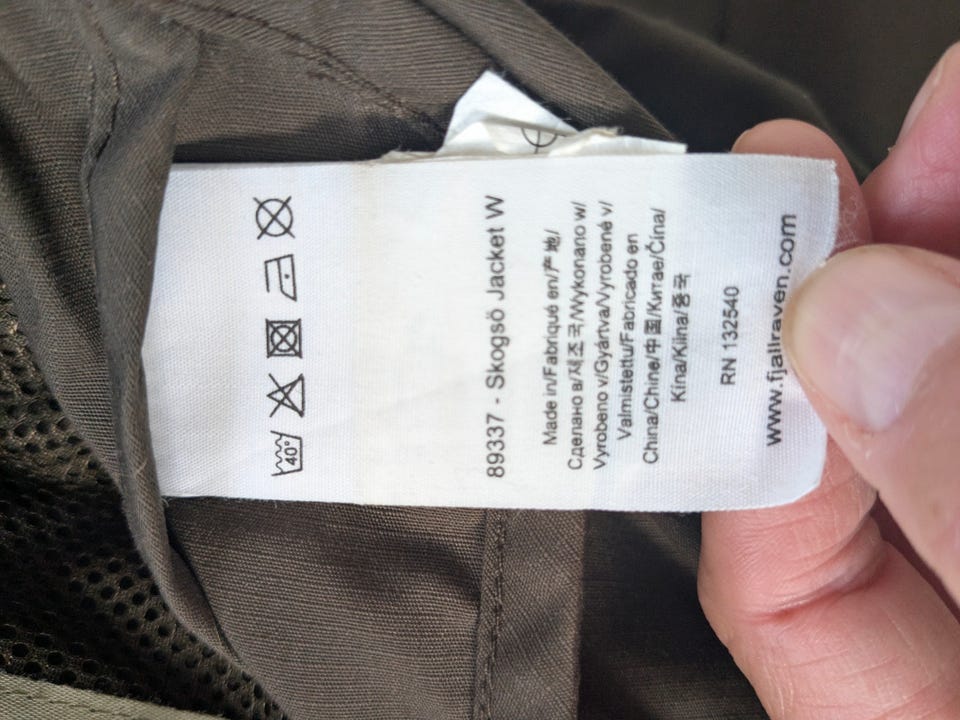 40°
89337 - Skogsö Jacket W
Made in/Fabriqué en/产地/
Сделано в/제조국/Wykonano w/
Vyrobeno v/Gyártva/Vyrobené v/
Valmistettu/Fabricado en
China/Chine/中国/Китае/Čína/
Kína/Kiina/중국
RN 132540
www.fjallraven.com